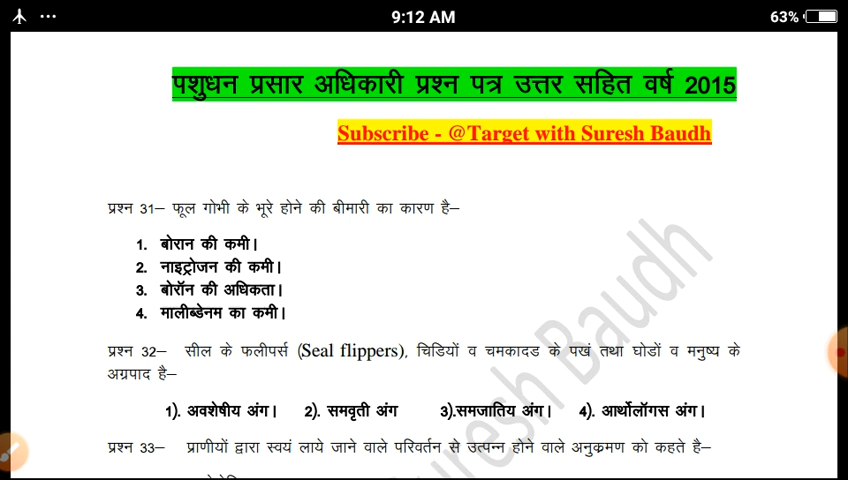 9:12 AM
63%
पशुधन प्रसार अधिकारी प्रश्न पत्र उत्तर सहित वर्ष 2015
Subscribe - @Target with Suresh Baudh
प्रश्न 31– फूल गोभी के भूरे होने की बीमारी का कारण है–
1. बोरान की कमी।
2. नाइट्रोजन की कमी।
3. बोरॉन की अधिकता।
4. मालीब्डेनम का कमी।
प्रश्न 32– सील के फलीपर्स (Seal flippers), चिडियों व चमकादड के पखं तथा घोडों व मनुष्य के
अग्रपाद है–
1). अवशेषीय अंग। 2). समवृती अंग 3).समजातिय अंग। 4). आर्थोलॉगस अंग।
प्रश्न 33– प्राणीयों द्वारा स्वयं लाये जाने वाले परिवर्तन से उत्पन्न होने वाले अनुक्रमण को कहते है–
Suresh Baudh